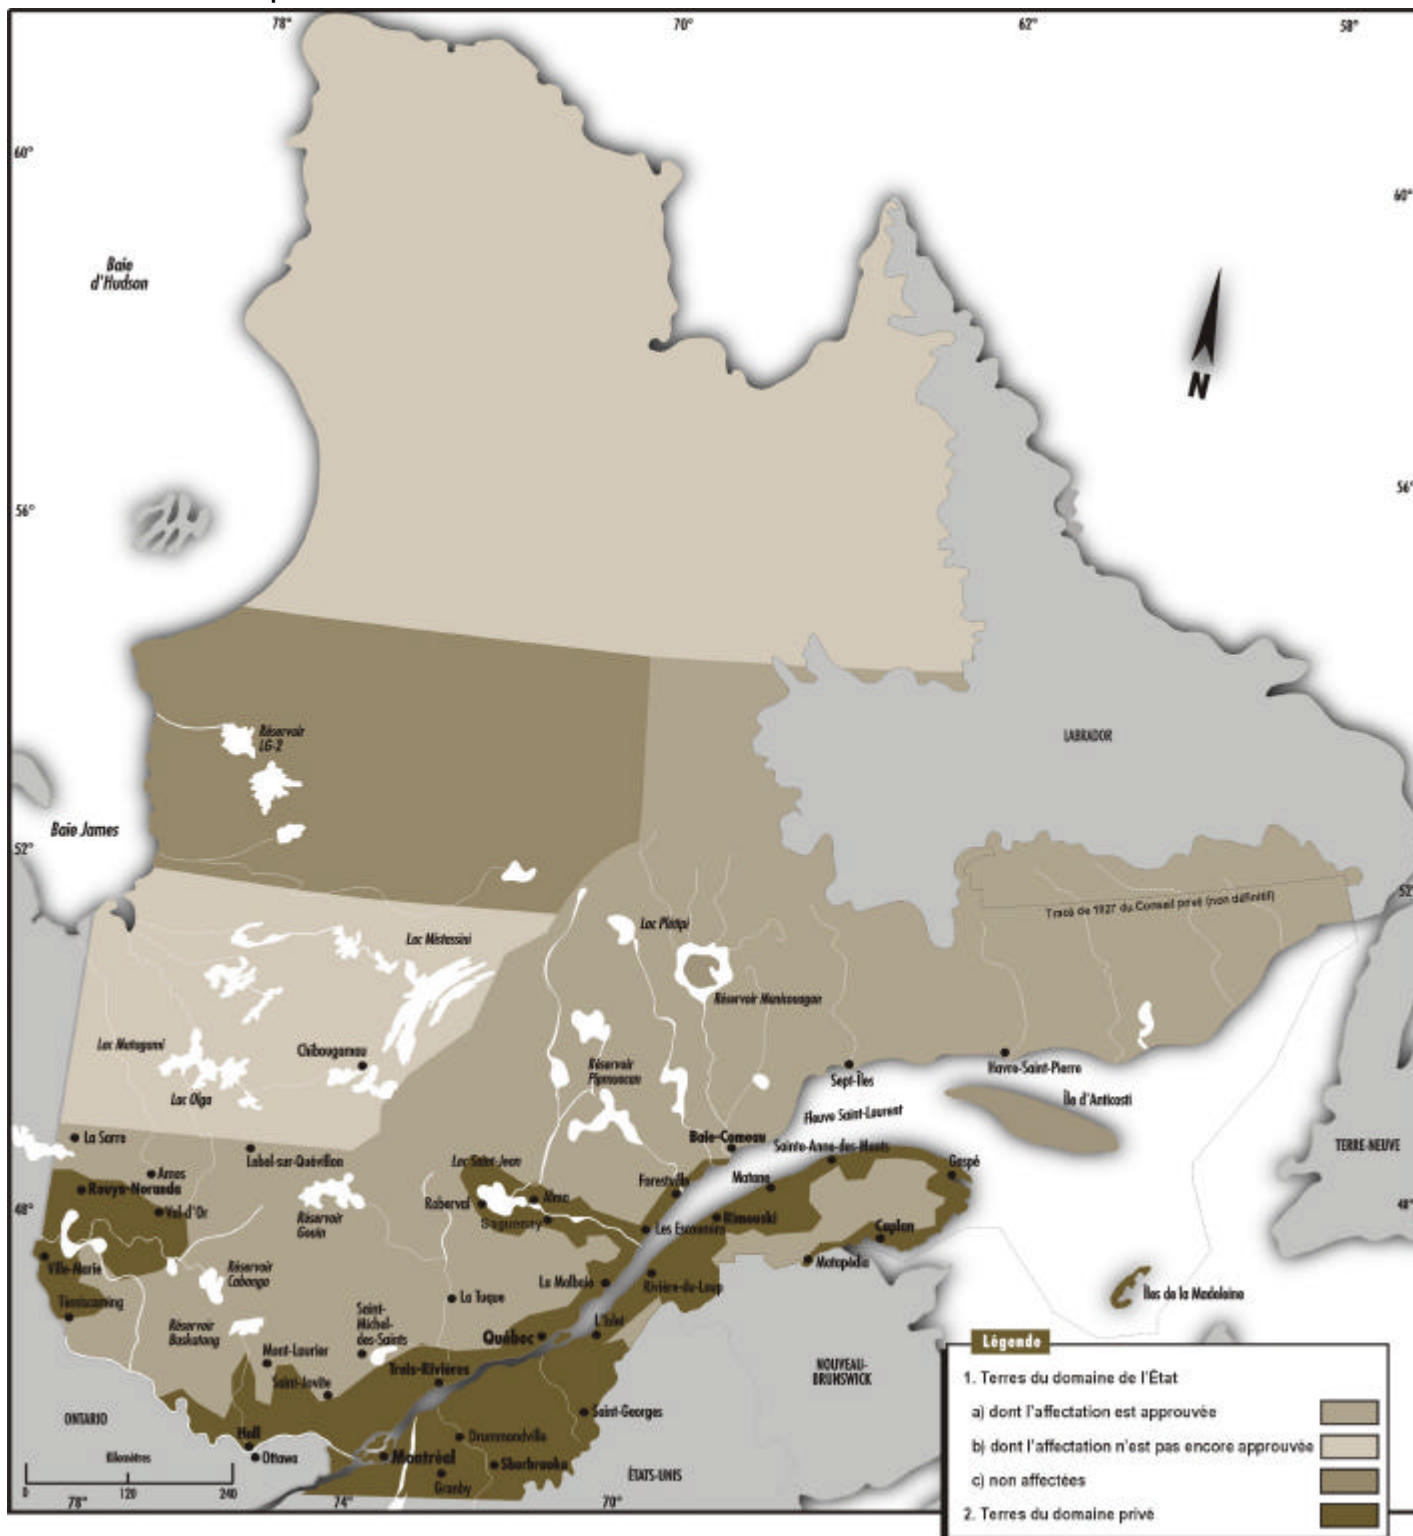 78°
70°
62°
58°
60°
60°
Baie
d'Hudson
N
56°
56°
Réservoir
LG-2
LABRADOR
Baie James
52°
52°
Tracé de 1927 du Conseil privé (non définitif)
Lac Plétipi
Lac Mistassini
Réservoir Manicouagan
Lac Matagami
Chibougamau
Réservoir
Pipmuacan
Havre-Saint-Pierre
Sept-Îles
Lac Olga
Île d'Anticosti
Fleuve Saint-Laurent
La Sarre
Baie-Comeau
Sainte-Anne-des-Monts
TERRE-NEUVE
Lebel-sur-Quévillon
Lac Saint-Jean
Gaspé
Amos
Forestville
Matane
Rouyn-Noranda
Roberval
Alma
48°
48°
Val-d'Or
Réservoir
Gouin
Saguenay
Les Escoumins
Rimouski
Caplan
Ville-Marie
Réservoir
Cabonga
Matapédia
La Malbaie
Rivière-du-Loup
Îles de la Madeleine
Témiscaming
La Tuque
Réservoir
Baskatong
Saint-
Michel-
des-Saints
L'Islet
Québec
Mont-Laurier
Légende
Trois-Rivières
NOUVEAU-
BRUNSWICK
1. Terres du domaine de l'État
Saint-Jovite
a) dont l'affectation est approuvée
ONTARIO
Saint-Georges
Hull
Drummondville
b) dont l'affectation n'est pas encore approuvée
Kilomètres
Ottawa
Montréal
Sherbrooke
ÉTATS-UNIS
c) non affectées
Granby
0 120 240
78°
74°
70°
2. Terres du domaine privé